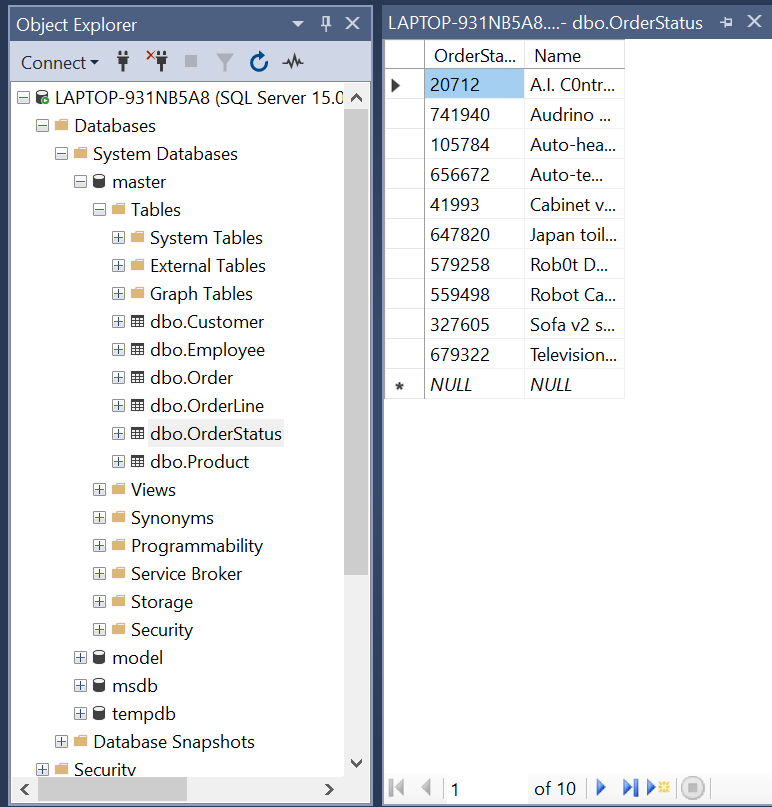 Object Explorer
Connect
LAPTOP-931NB5A8 (SQL Server 15.0
Databases
System Databases
master
Tables
System Tables
External Tables
Graph Tables
dbo.Customer
dbo.Employee
dbo.Order
dbo.OrderLine
dbo.OrderStatus
dbo.Product
Views
Synonyms
Programmability
Service Broker
Storage
Security
model
msdb
tempdb
Database Snapshots
Security
LAPTOP-931NB5A8....- dbo.OrderStatus
OrderSta... Name
20712 A.I. C0ntr...
741940 Audrino ...
105784 Auto-hea...
656672 Auto-te...
41993 Cabinet v...
647820 Japan toil...
579258 Rob0t D...
559498 Robot Ca...
327605 Sofa v2 s...
679322 Television...
* NULL NULL
1 of 10